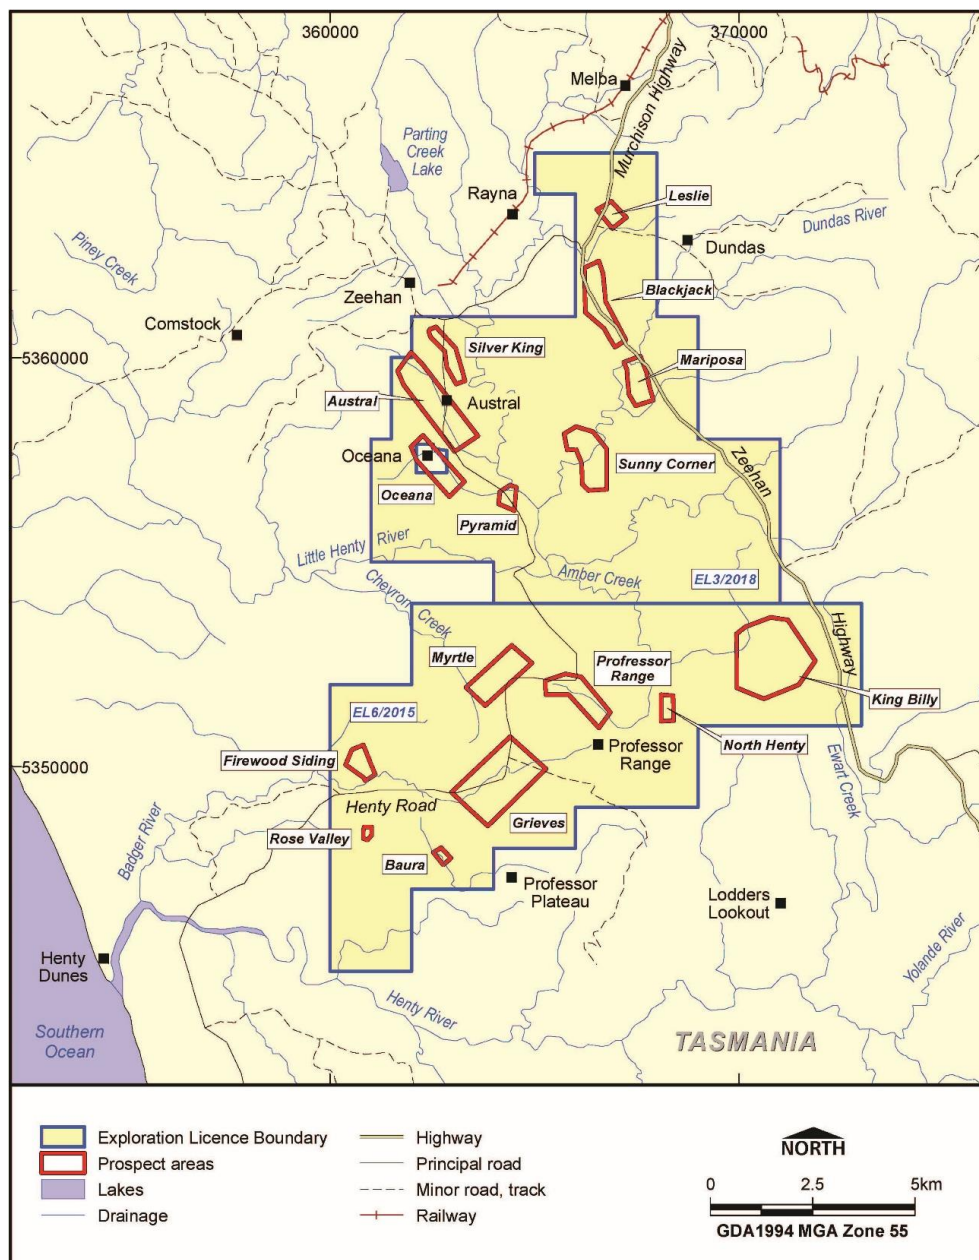 360000
370000
Melba
Murchison Highway
Parting
Creek
Lake
Rayna
Leslie
Dundas River
Dundas
Piney Creek
Zeehan
Blackjack
Comstock
Silver King
5360000
Mariposa
Austral
Austral
Oceana
Zeehan
Sunny Corner
Oceana
Pyramid
Little Henty River
Amber Creek
EL3/2018
Chevron Creek
Highway
Myrtle
Profressor
Range
King Billy
EL6/2015
North Henty
Firewood Siding
Professor
Range
5350000
Ewart Creek
Henty Road
Grieves
Badger River
Rose Valley
Baura
Professor
Plateau
Lodders
Lookout
Yolande River
Henty
Dunes
Henty River
Southern
Ocean
TASMANIA
Exploration Licence Boundary
Highway
Prospect areas
Principal road
NORTH
Lakes
Minor road, track
Drainage
Railway
0 2.5 5km
GDA1994 MGA Zone 55